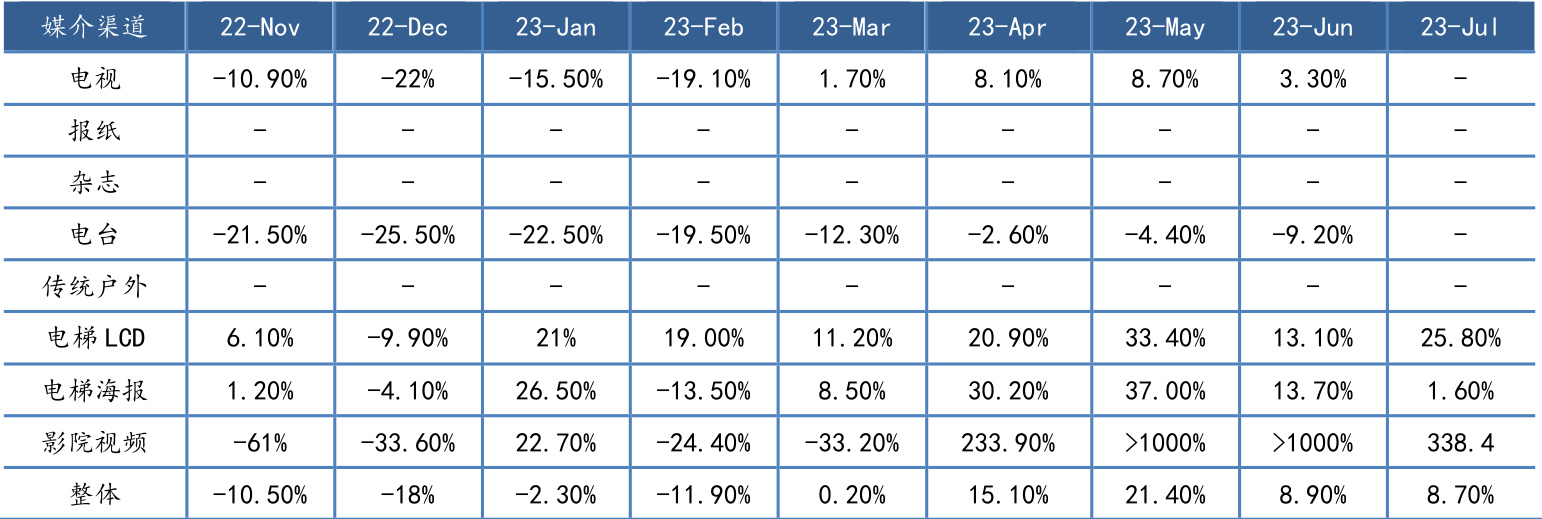 媒介渠道 22-Nov 22-Dec 23-Jan 23-Feb 23-Mar 23-Apr 23-May 23-Jun 23-Jul
电视 -10.90% -22% -15.50% -19.10% 1.70% 8.10% 8.70% 3.30% -
报纸 - - - - - - - - -
杂志 - - - - - - - - -
电台 -21.50% -25.50% -22.50% -19.50% -12.30% -2.60% -4.40% -9.20% -
传统户外 - - - - - - - - -
电梯 LCD 6.10% -9.90% 21% 19.00% 11.20% 20.90% 33.40% 13.10% 25.80%
电梯海报 1.20% -4.10% 26.50% -13.50% 8.50% 30.20% 37.00% 13.70% 1.60%
影院视频 -61% -33.60% 22.70% -24.40% -33.20% 233.90% >1000% >1000% 338.4
整体 -10.50% -18% -2.30% -11.90% 0.20% 15.10% 21.40% 8.90% 8.70%